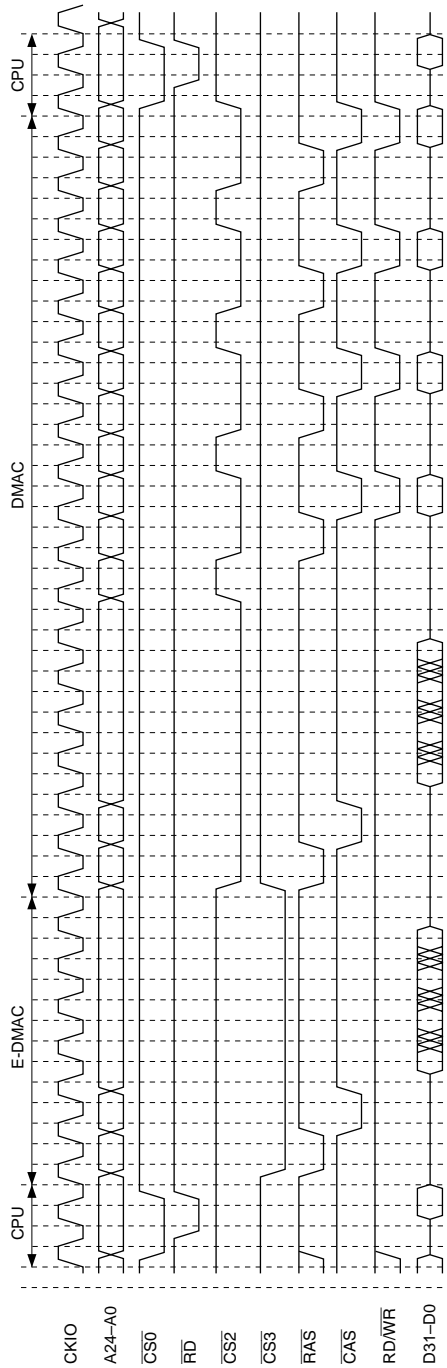 CPU
E-DMAC
DMAC
CPU
CKIO
A24–A0
CS0
RD
CS2
CS3
RAS
CAS
RD/WR
D31–D0